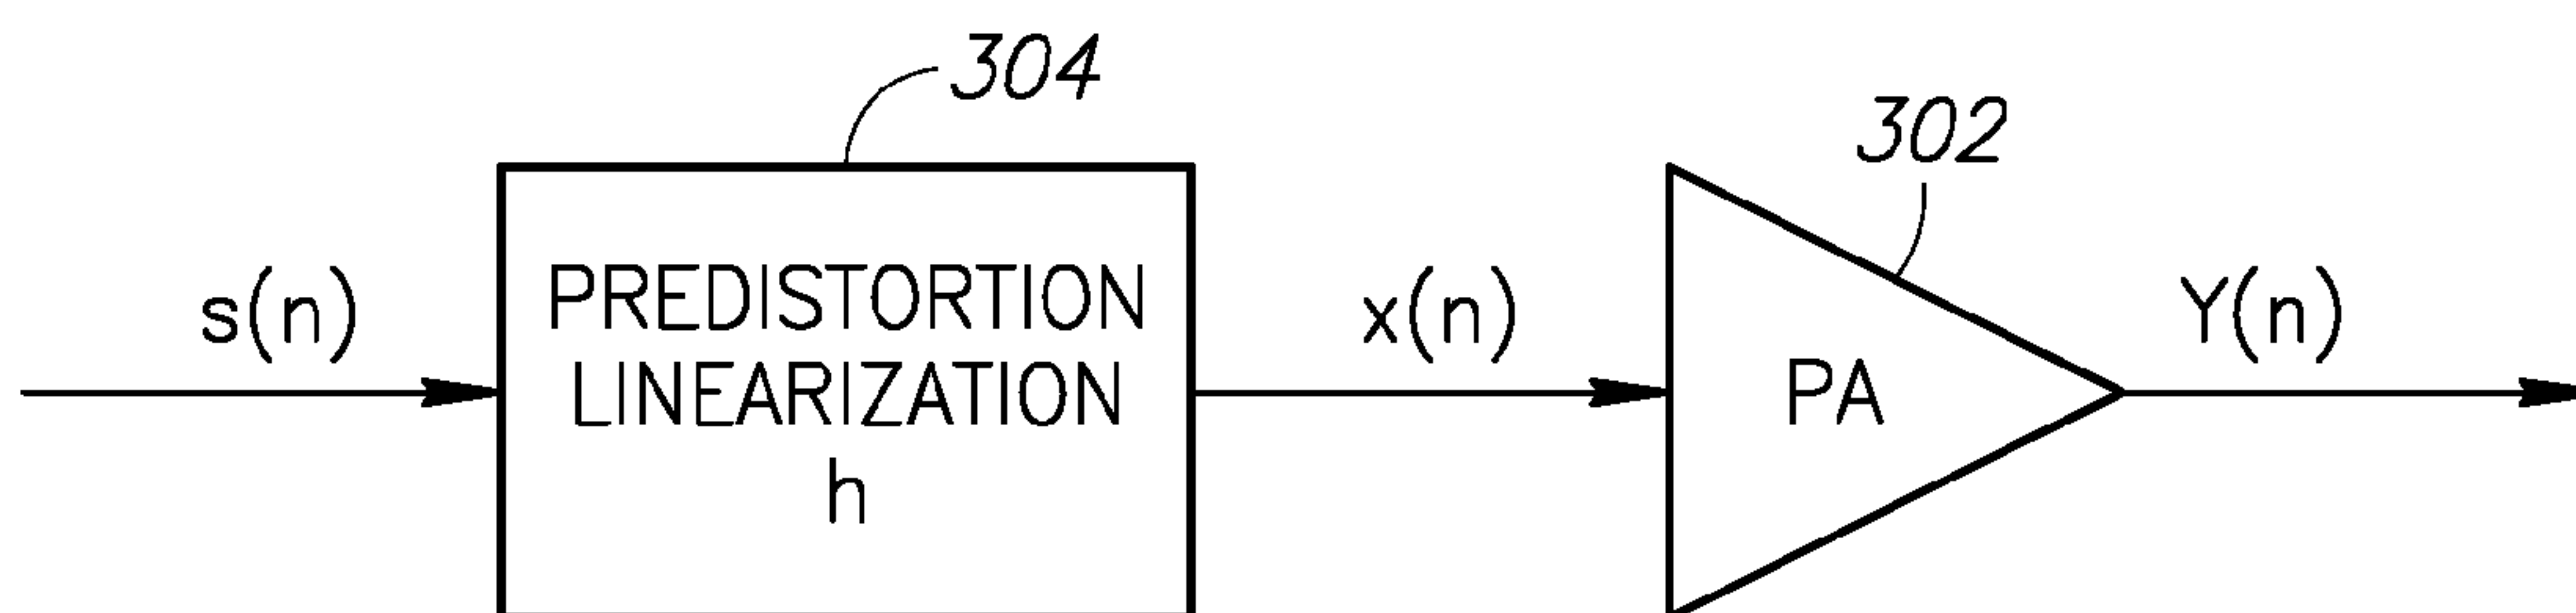 304
302
s(n)
PREDISTORTION
LINEARIZATION
h
x(n)
PA
Y(n)